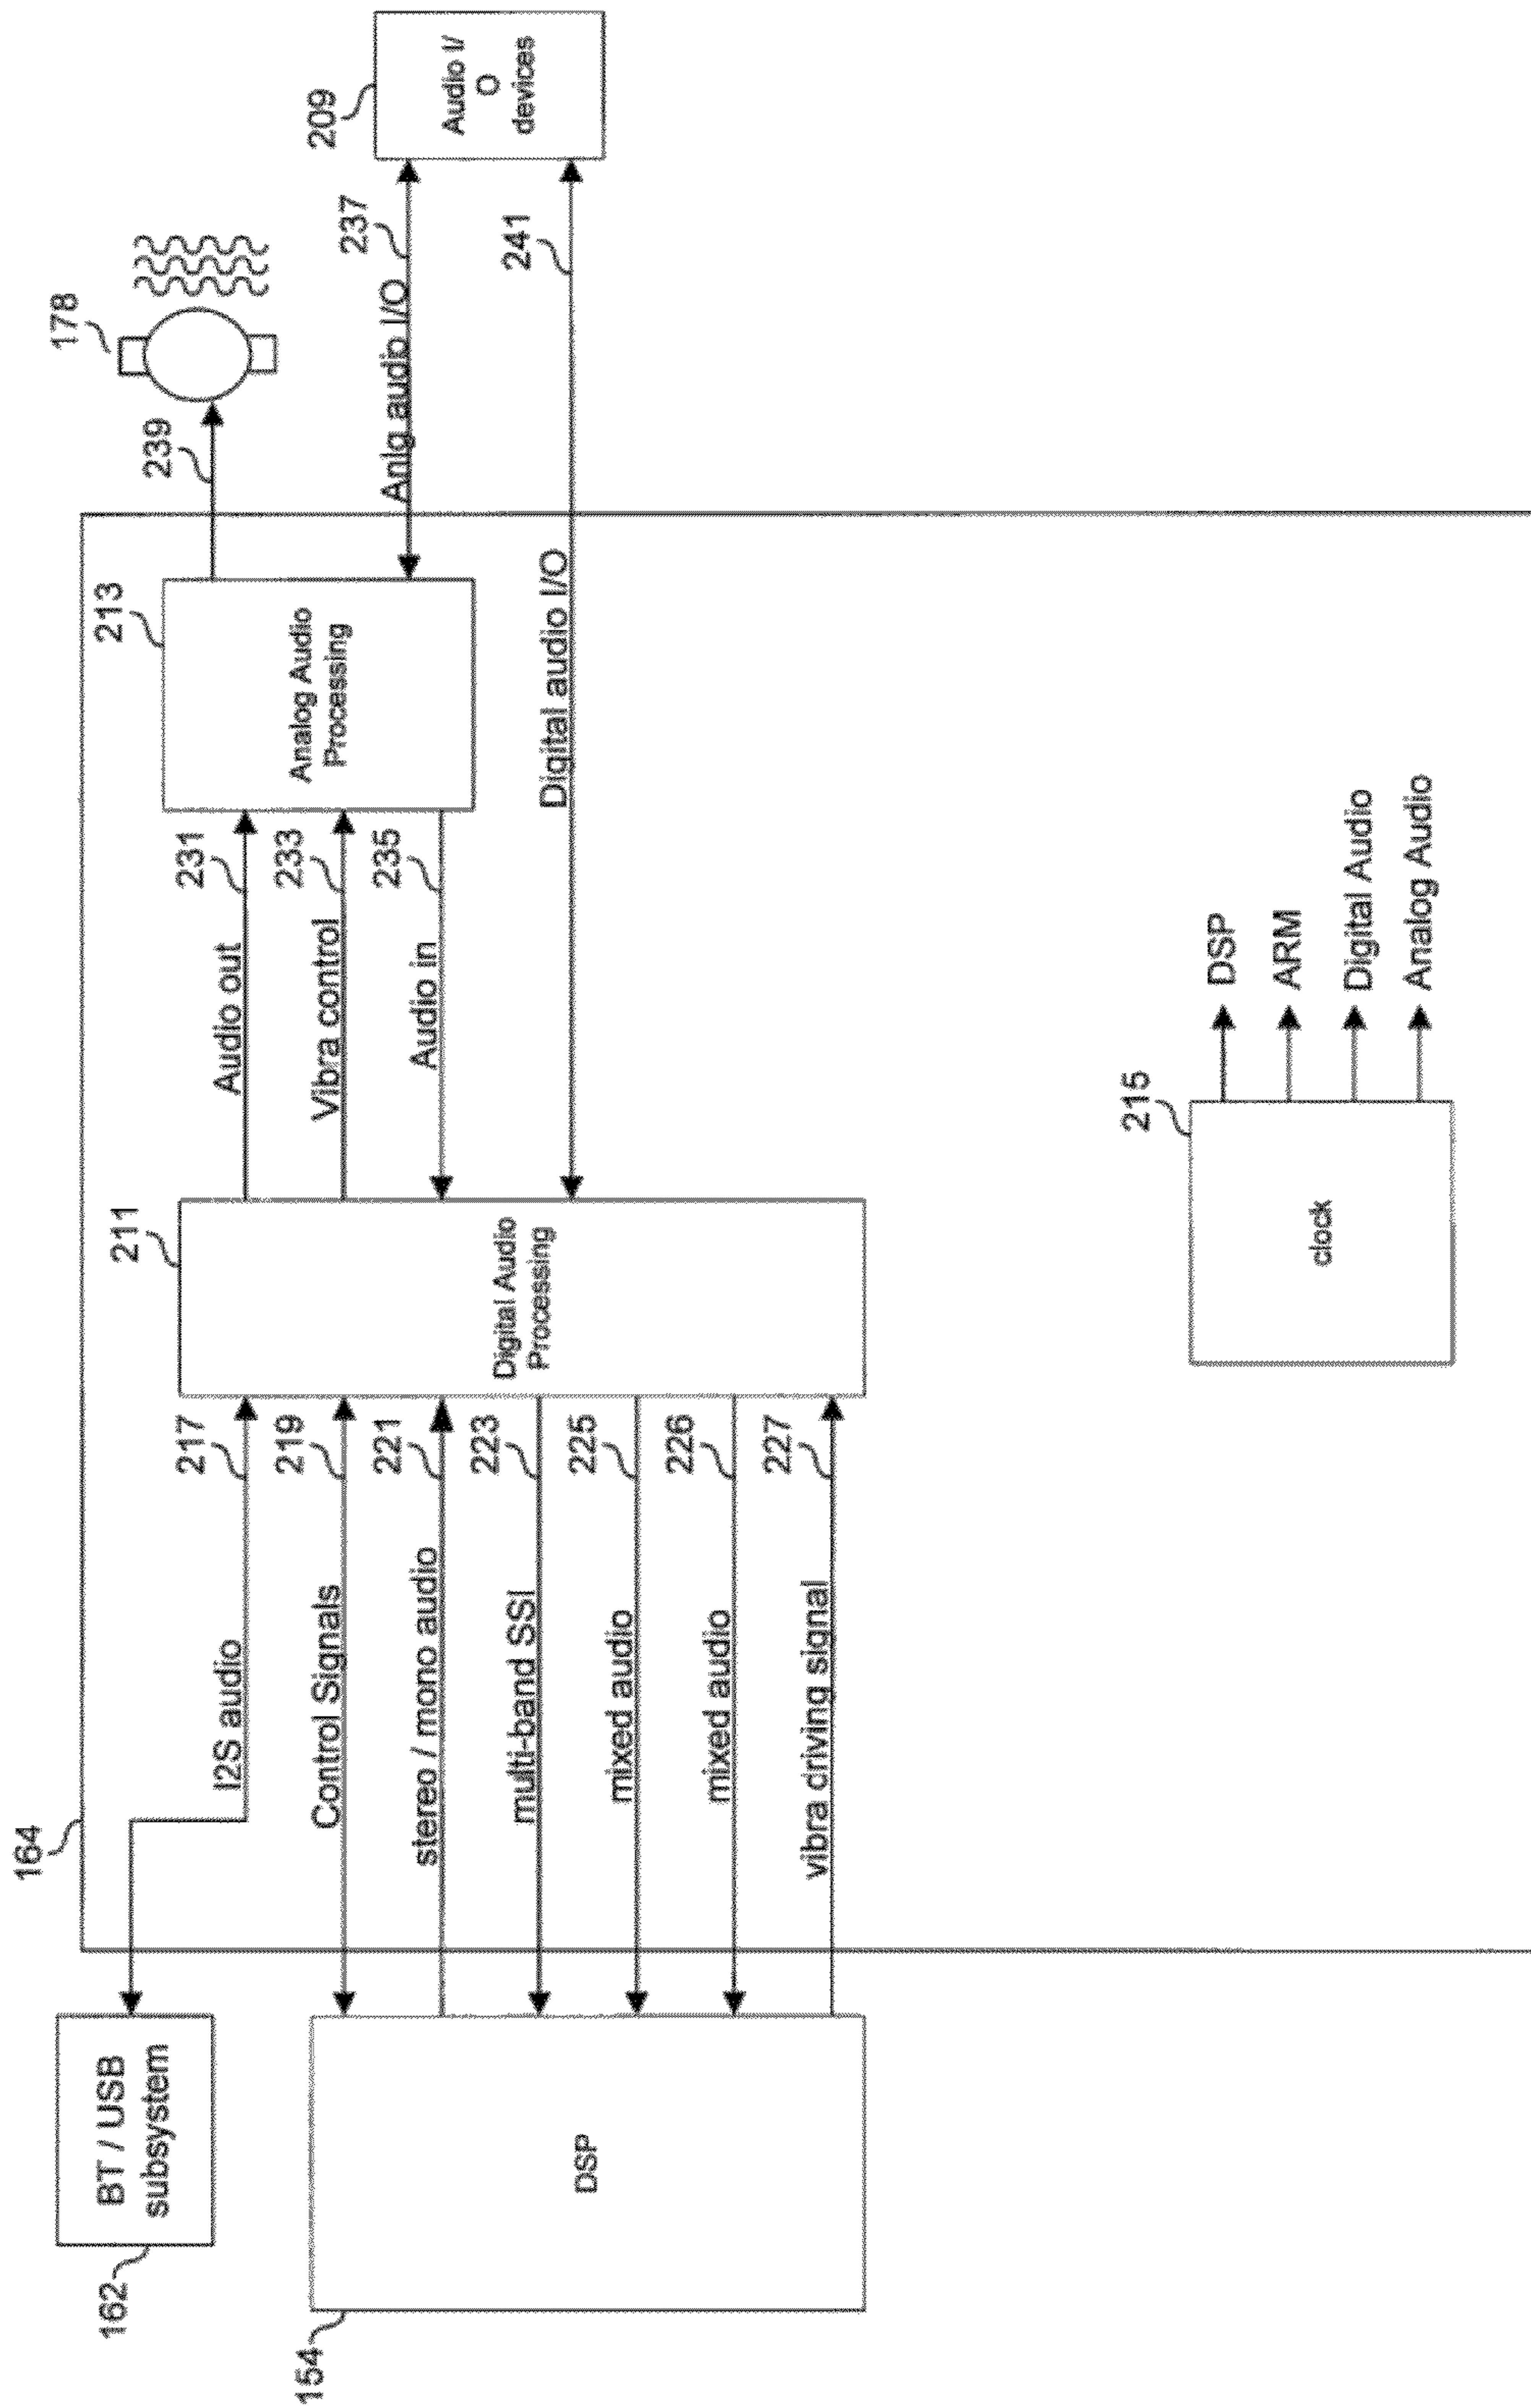 164
162
BT / USB
subsystem
154
DSP
I2S audio
217
Control Signals
219
stereo / mono audio
221
multi-band SSI
223
mixed audio
225
mixed audio
226
vibra driving signal
227
211
Digital Audio
Processing
Audio out
231
Vibra control
233
Audio in
235
213
Analog Audio
Processing
239
178
Anlg audio I/O
237
Digital audio I/O
241
209
Audio I/
O
devices
215
clock
DSP
ARM
Digital Audio
Analog Audio